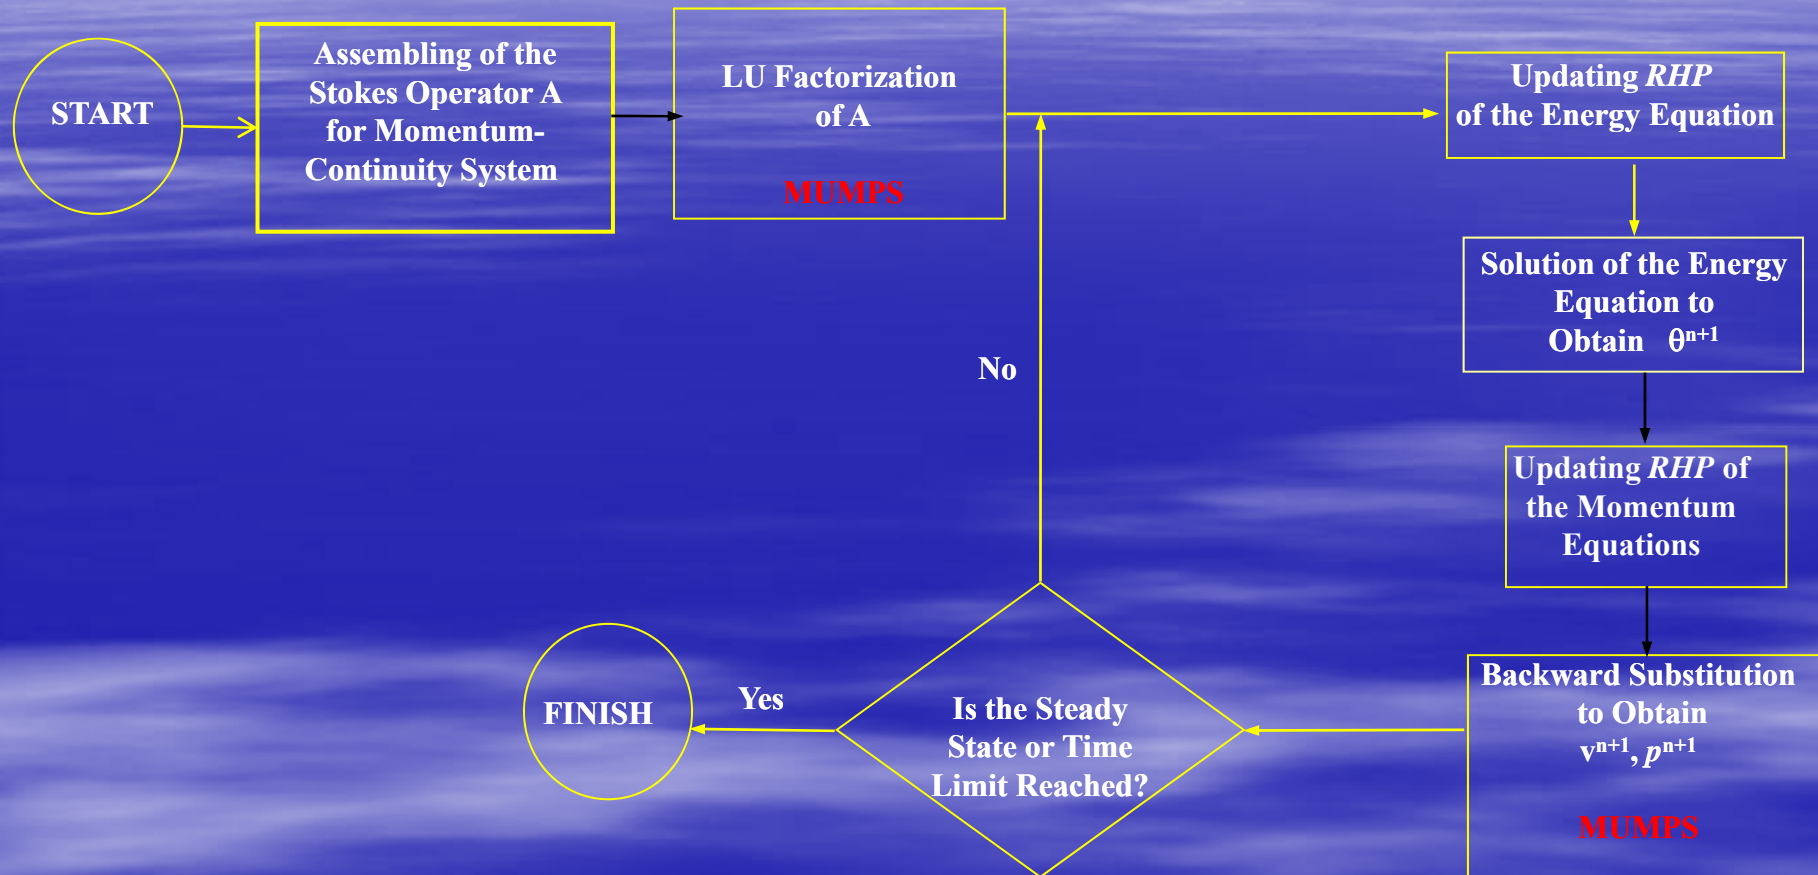 START
Assembling of the
Stokes Operator A
for Momentum-
Continuity System
LU Factorization
of A
MUMPS
Updating RHP
of the Energy Equation
Solution of the Energy
Equation to
Obtain θⁿ⁺¹
No
Updating RHP of
the Momentum
Equations
Backward Substitution
to Obtain
vⁿ⁺¹, pⁿ⁺¹
MUMPS
Is the Steady
State or Time
Limit Reached?
Yes
FINISH